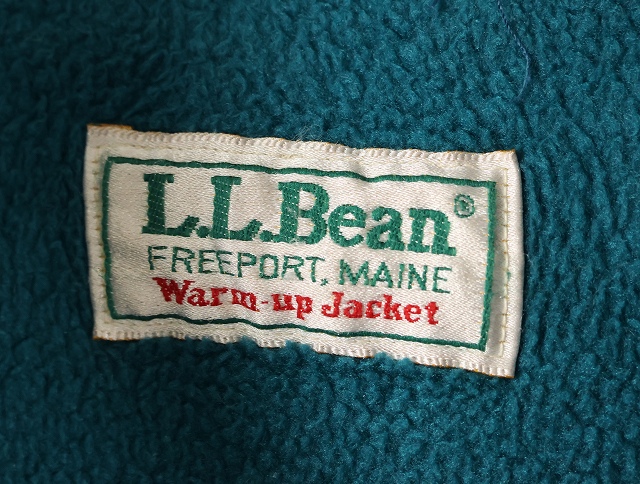 L.L.Bean®
FREEPORT, MAINE
Warm-up Jacket